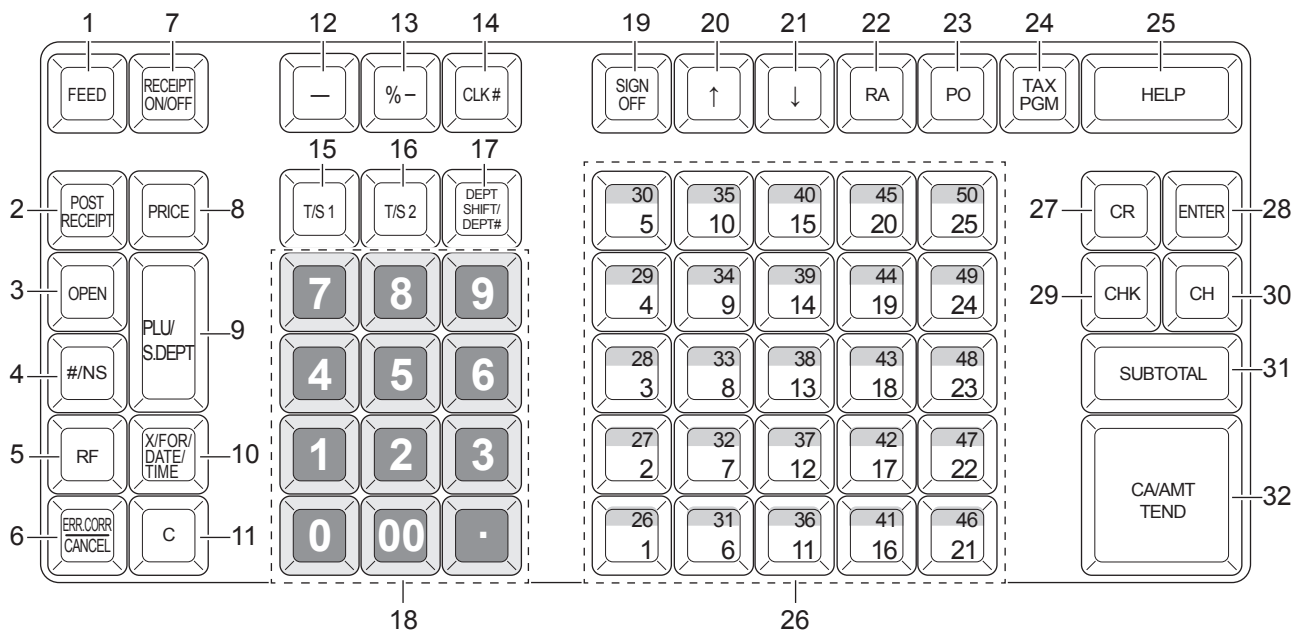 1 7 12 13 14 19 20 21 22 23 24 25
FEED
RECEIPT
ON/OFF
—
%−
CLK#
SIGN
OFF
↑
↓
RA
PO
TAX
PGM
HELP
15 16 17
2
POST
RECEIPT
PRICE
8
T/S 1
T/S 2
DEPT
SHIFT/
DEPT#
30 35 40 45 50
5 10 15 20 25
27
CR
ENTER
28
3
OPEN
PLU/
S.DEPT
9
7 8 9
29 34 39 44 49
4 9 14 19 24
29
CHK
CH
30
4
#/NS
4 5 6
28 33 38 43 48
3 8 13 18 23
SUBTOTAL
31
5
RF
X/FOR/
DATE/
TIME
10
1 2 3
27 32 37 42 47
2 7 12 17 22
CA/AMT
TEND
32
6
ERR.CORR
CANCEL
C
11
0 00 ·
26 31 36 41 46
1 6 11 16 21
18 26